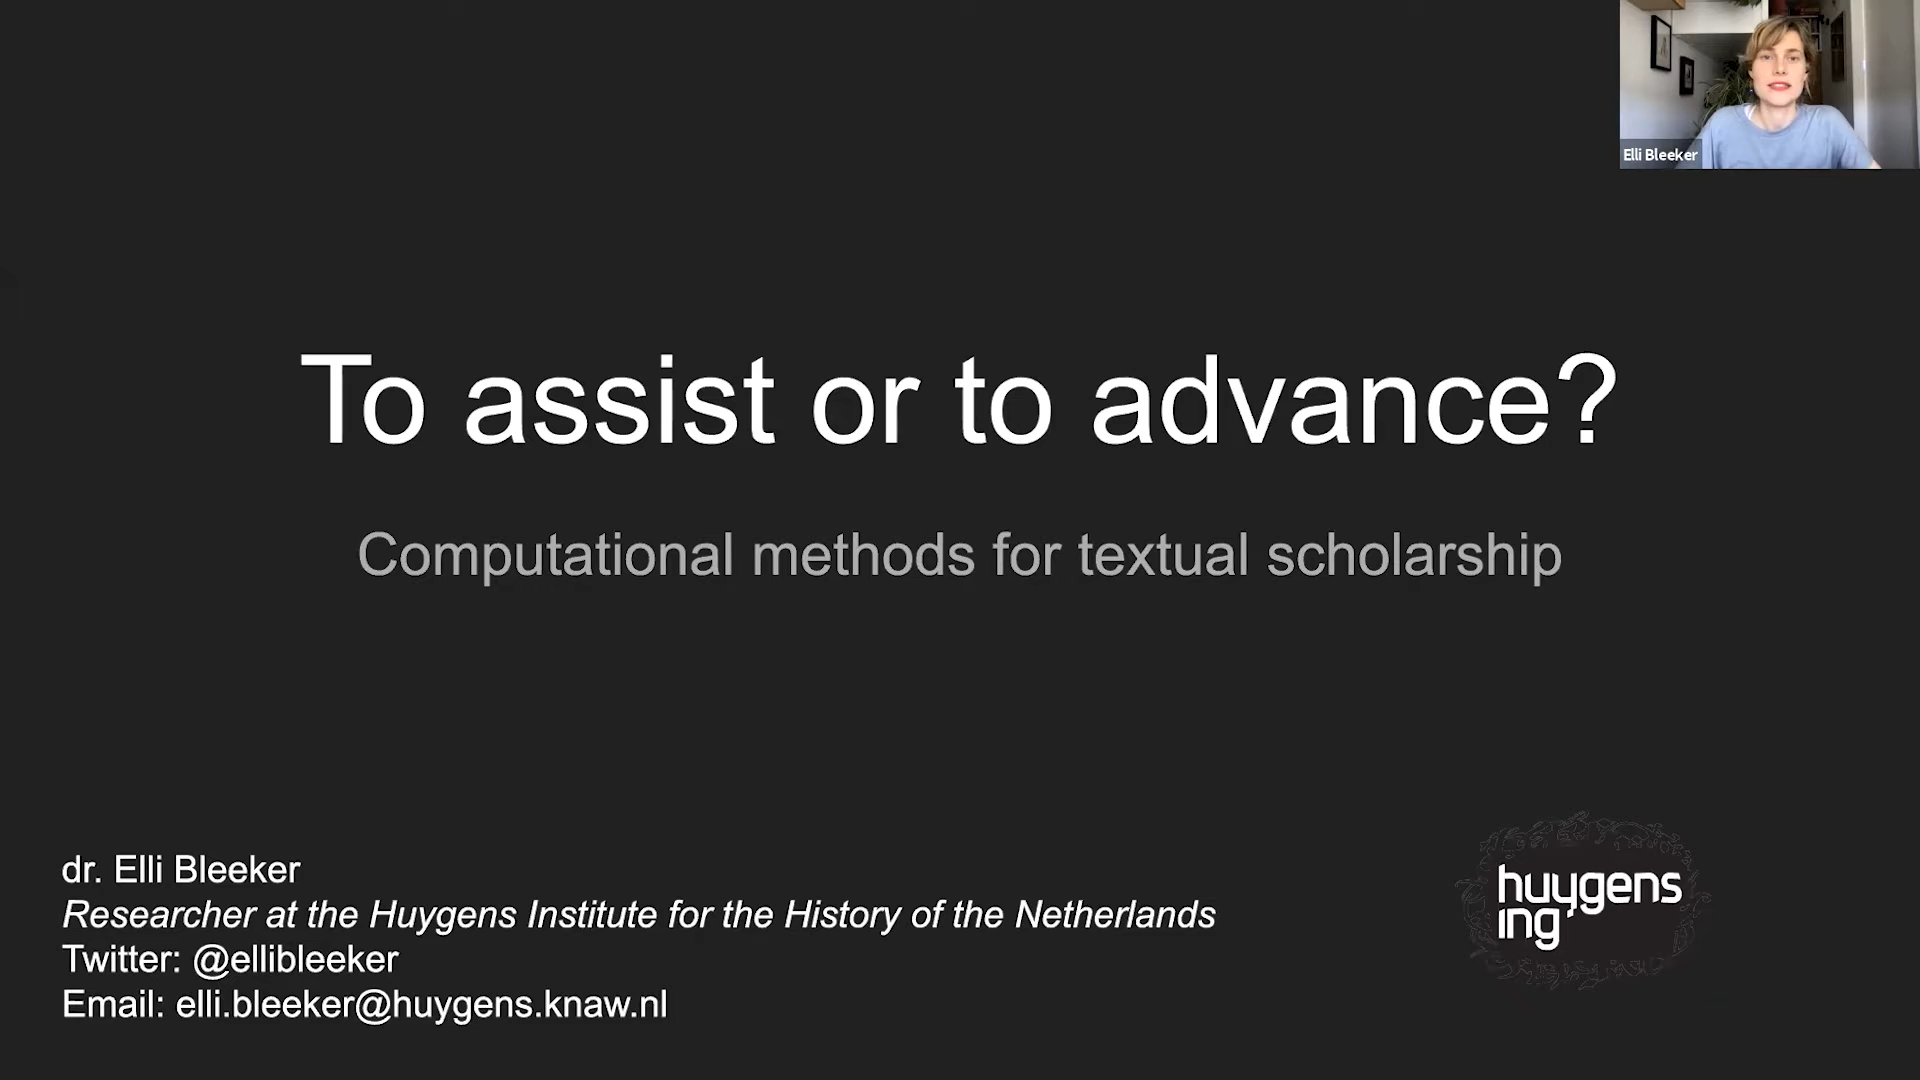 Elli Bleeker
To assist or to advance?
Computational methods for textual scholarship
dr. Elli Bleeker
Researcher at the Huygens Institute for the History of the Netherlands
Twitter: @ellibleeker
Email: elli.bleeker@huygens.knaw.nl
huygens
ing